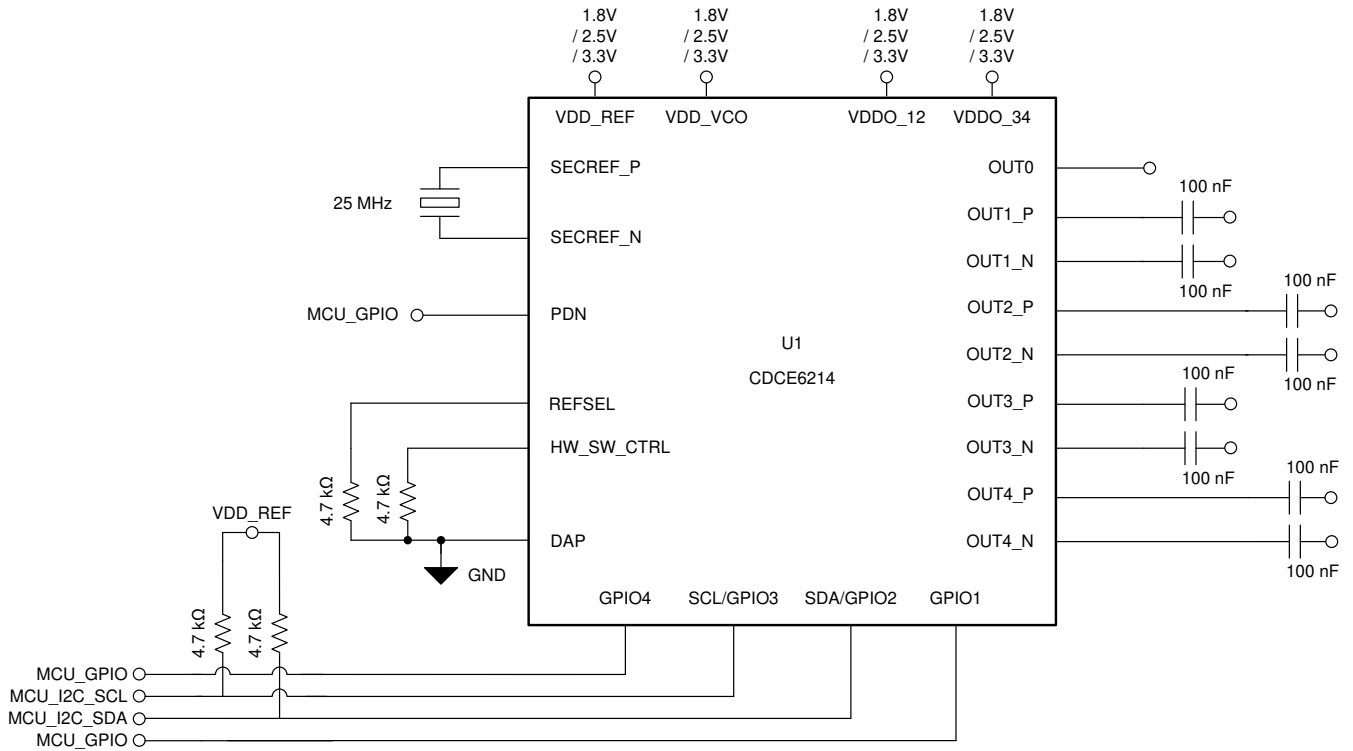 1.8V
/ 2.5V
/ 3.3V
1.8V
/ 2.5V
/ 3.3V
1.8V
/ 2.5V
/ 3.3V
1.8V
/ 2.5V
/ 3.3V
VDD_REF
VDD_VCO
VDDO_12
VDDO_34
SECREF_P
25 MHz
SECREF_N
MCU_GPIO
PDN
REFSEL
HW_SW_CTRL
4.7 kΩ
4.7 kΩ
DAP
GND
VDD_REF
4.7 kΩ
4.7 kΩ
U1
CDCE6214
OUT0
100 nF
OUT1_P
OUT1_N
100 nF
100 nF
OUT2_P
OUT2_N
100 nF
100 nF
OUT3_P
OUT3_N
100 nF
100 nF
OUT4_P
OUT4_N
100 nF
GPIO4
SCL/GPIO3
SDA/GPIO2
GPIO1
MCU_GPIO
MCU_I2C_SCL
MCU_I2C_SDA
MCU_GPIO